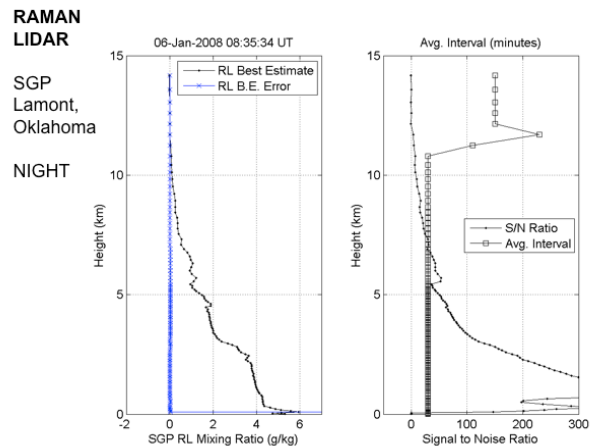 RAMAN
LIDAR
SGP
Lamont,
Oklahoma
NIGHT
06-Jan-2008 08:35:34 UT
RL Best Estimate
RL B.E. Error
15
10
5
0
Height (km)
-2 0 2 4 6
SGP RL Mixing Ratio (g/kg)
Avg. Interval (minutes)
S/N Ratio
Avg. Interval
15
10
5
0
Height (km)
0 100 200 300
Signal to Noise Ratio